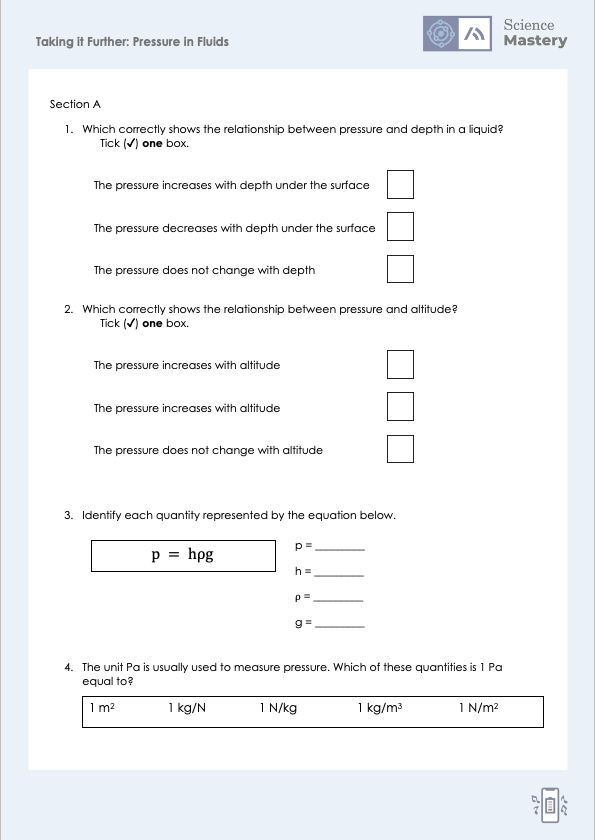 Taking it Further: Pressure in Fluids
Science
Mastery
Section A
1. Which correctly shows the relationship between pressure and depth in a liquid?
Tick (✓) one box.
The pressure increases with depth under the surface
The pressure decreases with depth under the surface
The pressure does not change with depth
2. Which correctly shows the relationship between pressure and altitude?
Tick (✓) one box.
The pressure increases with altitude
The pressure increases with altitude
The pressure does not change with altitude
3. Identify each quantity represented by the equation below.
p = hρg
p = ________
h = ________
ρ = ________
g = ________
4. The unit Pa is usually used to measure pressure. Which of these quantities is 1 Pa
equal to?
1 m² 1 kg/N 1 N/kg 1 kg/m³ 1 N/m²